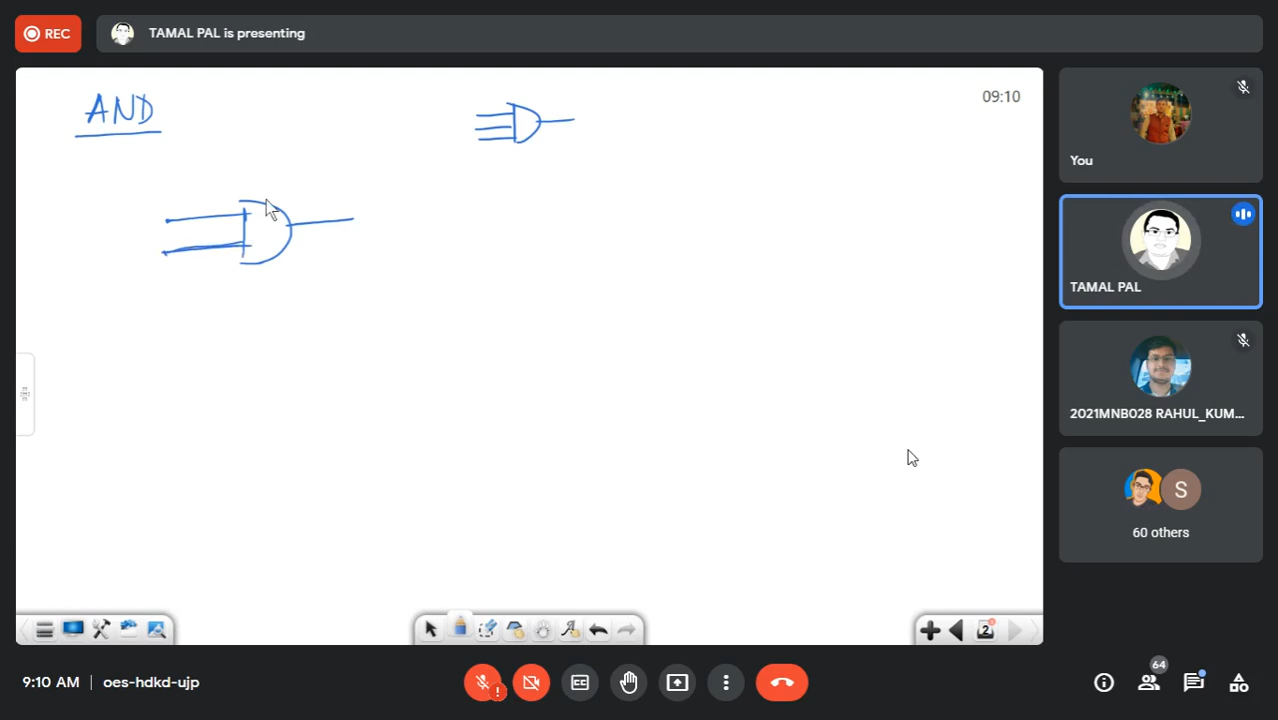 REC
TAMAL PAL is presenting
AND
09:10
You
TAMAL PAL
2021MNB028 RAHUL_KUM...
S
60 others
2
9:10 AM | oes-hdkd-ujp
!
CC
64